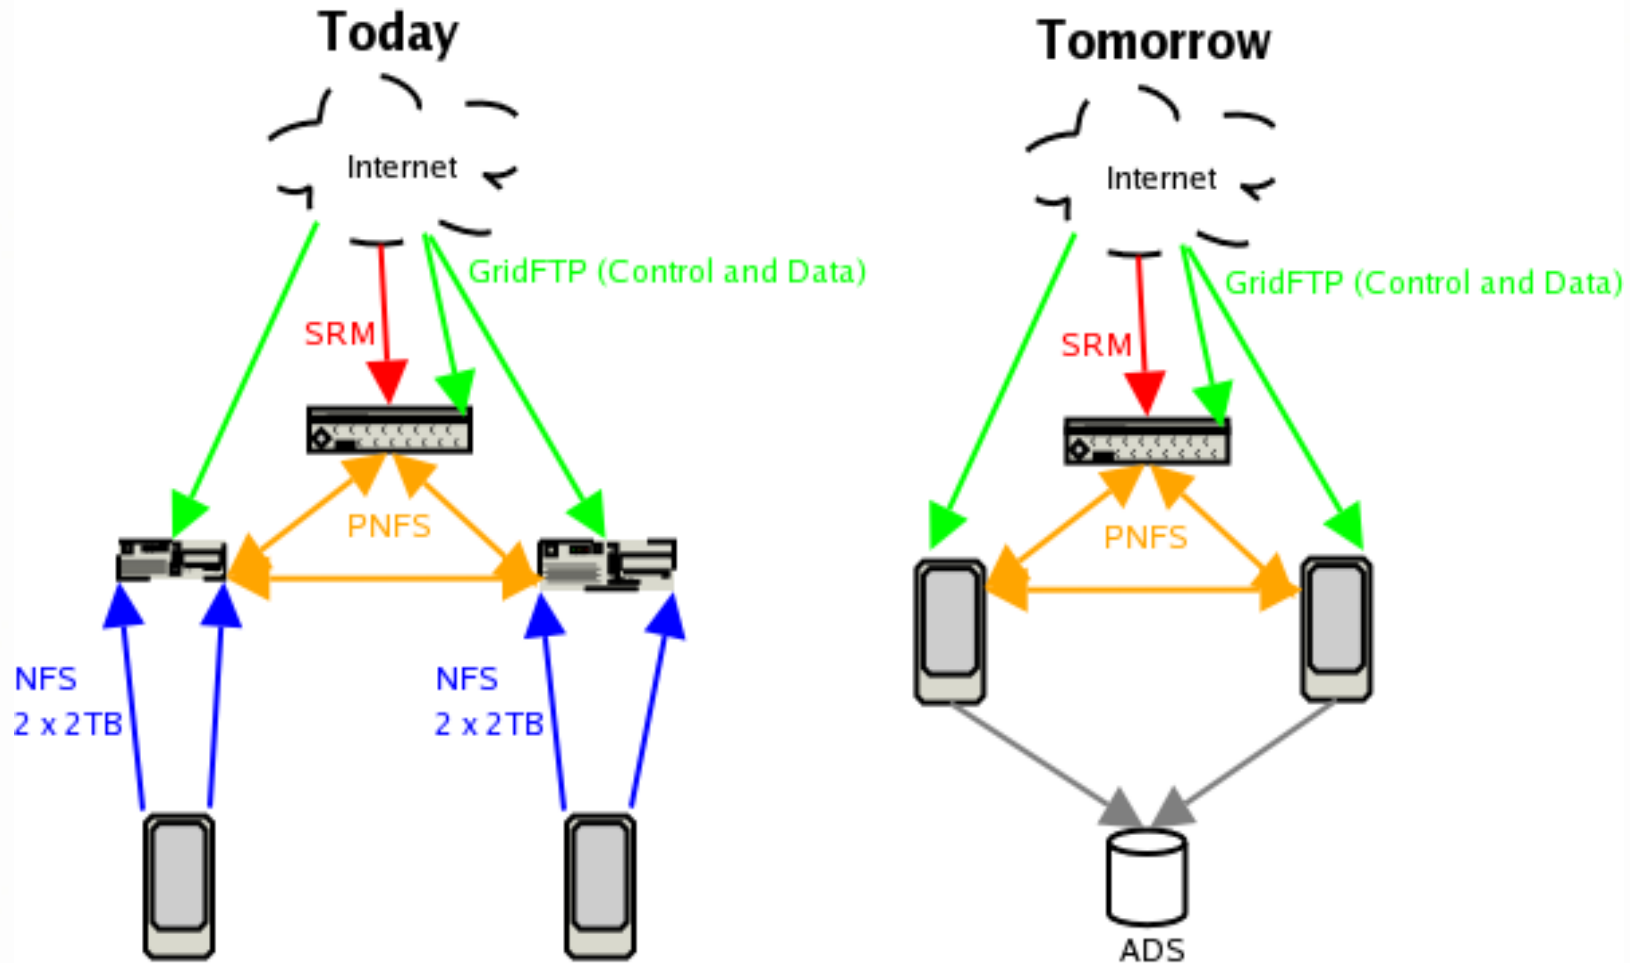 Today
Internet
GridFTP (Control and Data)
SRM
PNFS
NFS
2 x 2TB
NFS
2 x 2TB
Tomorrow
Internet
GridFTP (Control and Data)
SRM
PNFS
ADS